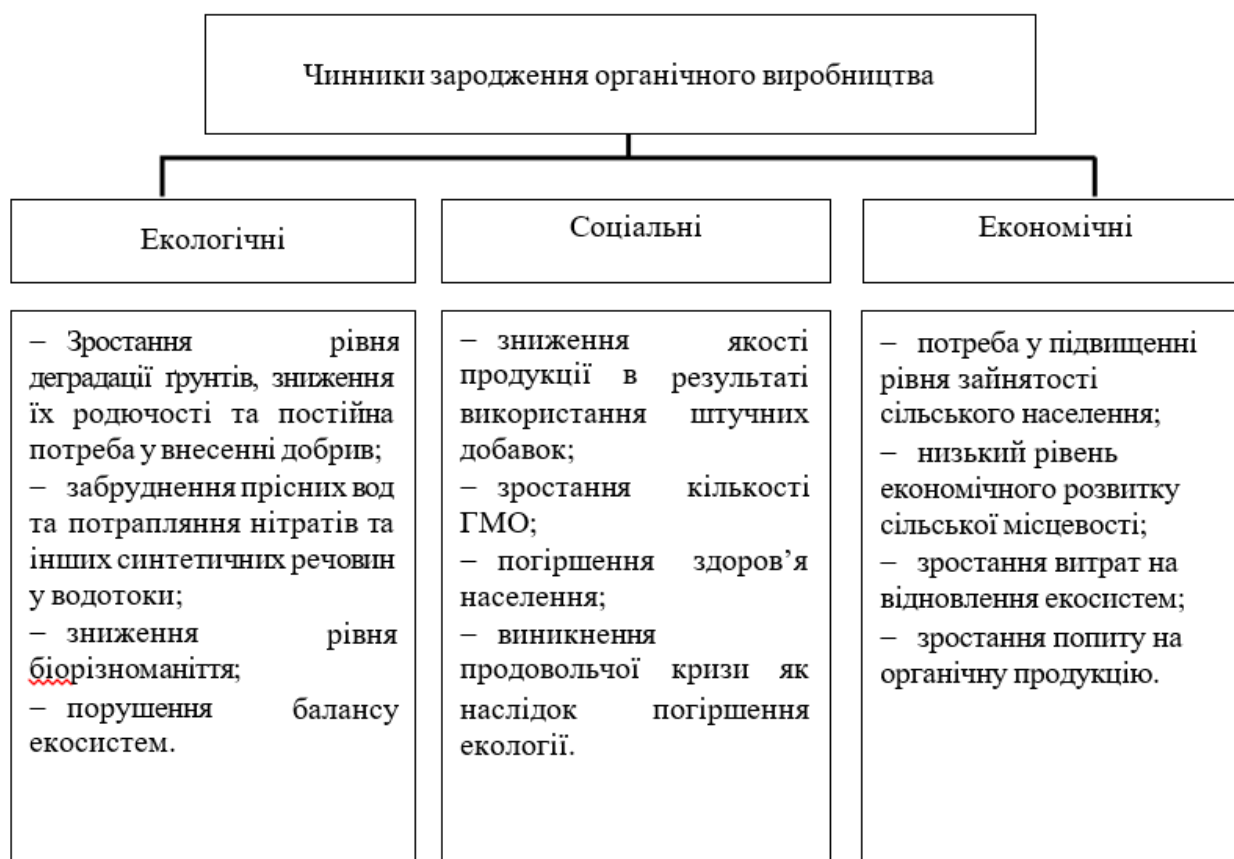 Чинники зародження органічного виробництва
Екологічні
Соціальні
Економічні
– Зростання рівня
деградації ґрунтів, зниження
їх родючості та постійна
потреба у внесенні добрив;
– забруднення прісних вод
та потрапляння нітратів та
інших синтетичних речовин
у водотоки;
– зниження рівня
біорізноманіття;
– порушення балансу
екосистем.
– зниження якості
продукції в результаті
використання штучних
добавок;
– зростання кількості
ГМО;
– погіршення здоров’я
населення;
– виникнення
продовольчої кризи як
наслідок погіршення
екології.
– потреба у підвищенні
рівня зайнятості
сільського населення;
– низький рівень
економічного розвитку
сільської місцевості;
– зростання витрат на
відновлення екосистем;
– зростання попиту на
органічну продукцію.